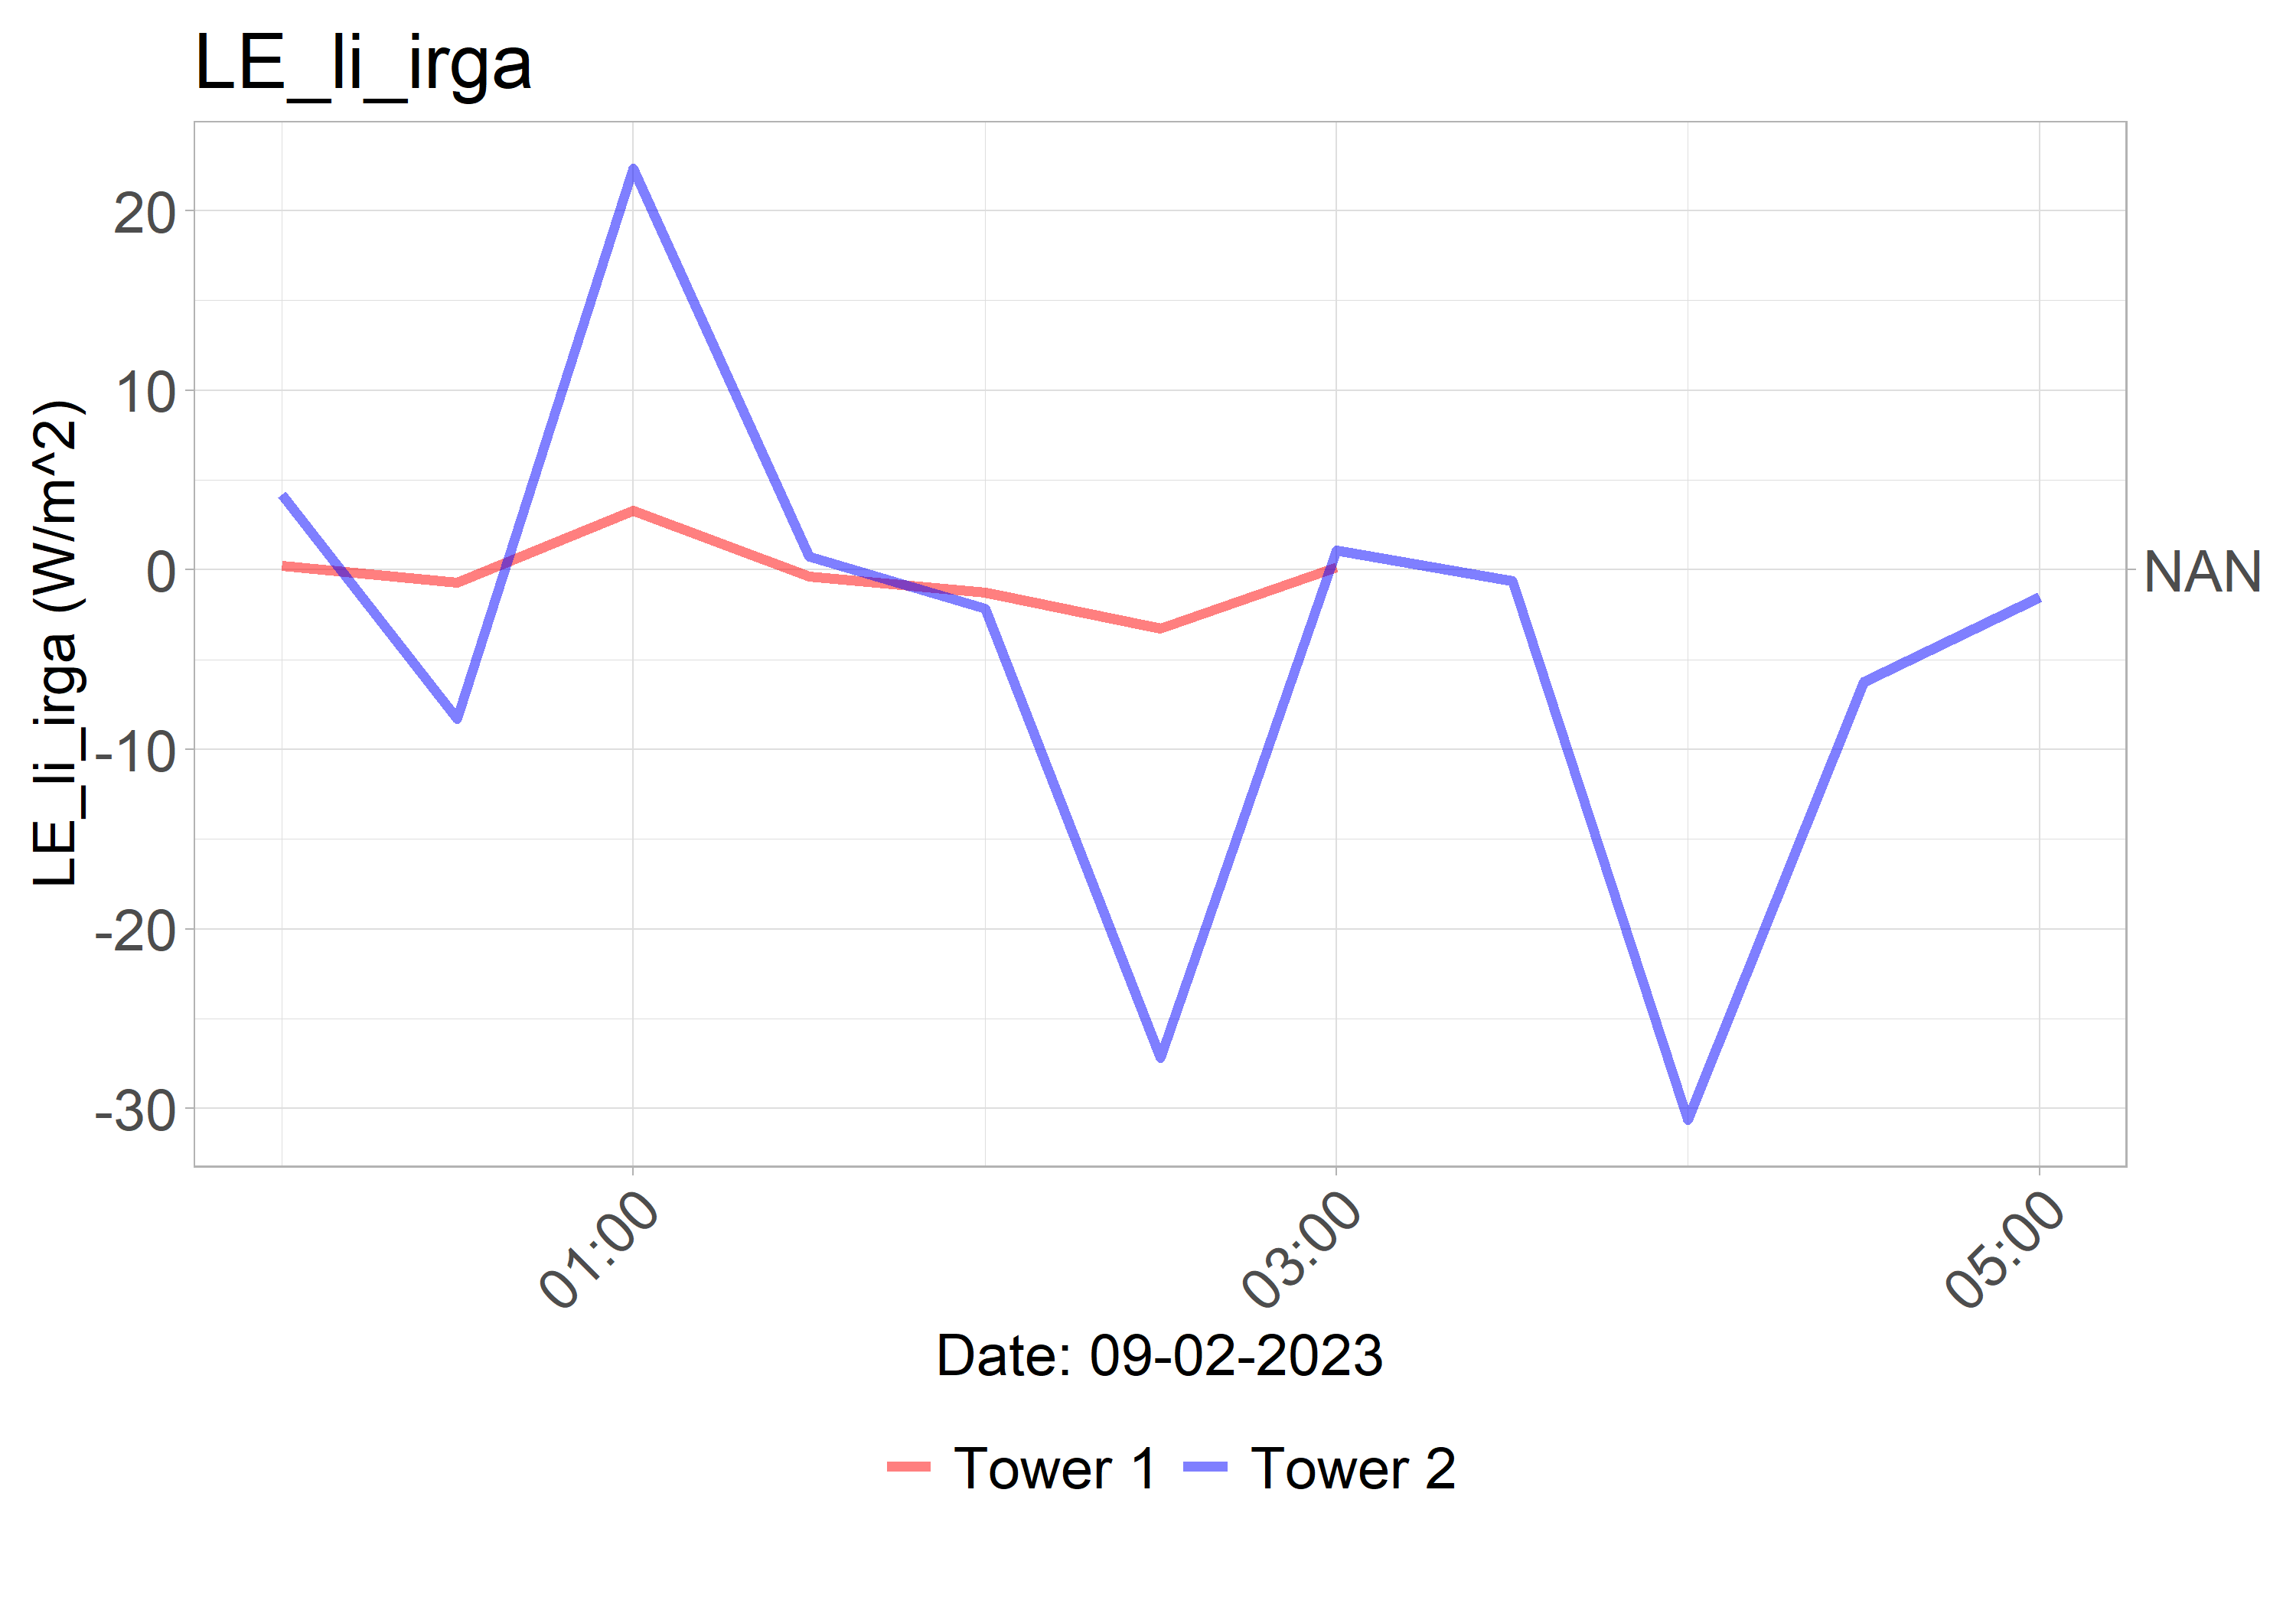 LE_li_irga
LE_li_irga (W/m^2)
20
10
0
-10
-20
-30
NAN
01:00
03:00
05:00
Date: 09-02-2023
Tower 1
Tower 2